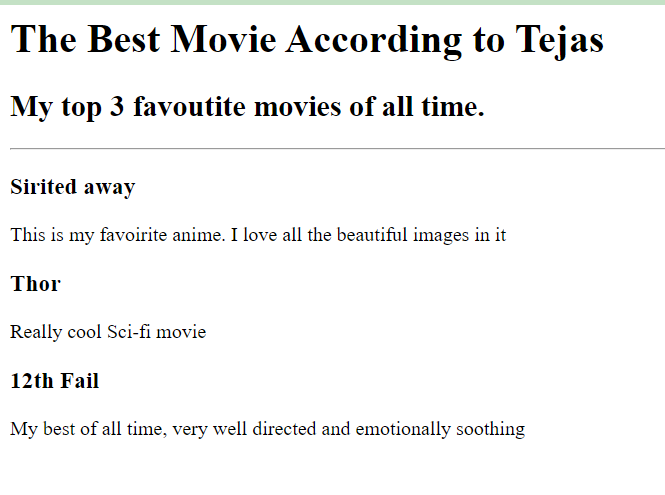 The Best Movie According to Tejas
My top 3 favoutite movies of all time.
Sirited away
This is my favoirite anime. I love all the beautiful images in it
Thor
Really cool Sci-fi movie
12th Fail
My best of all time, very well directed and emotionally soothing